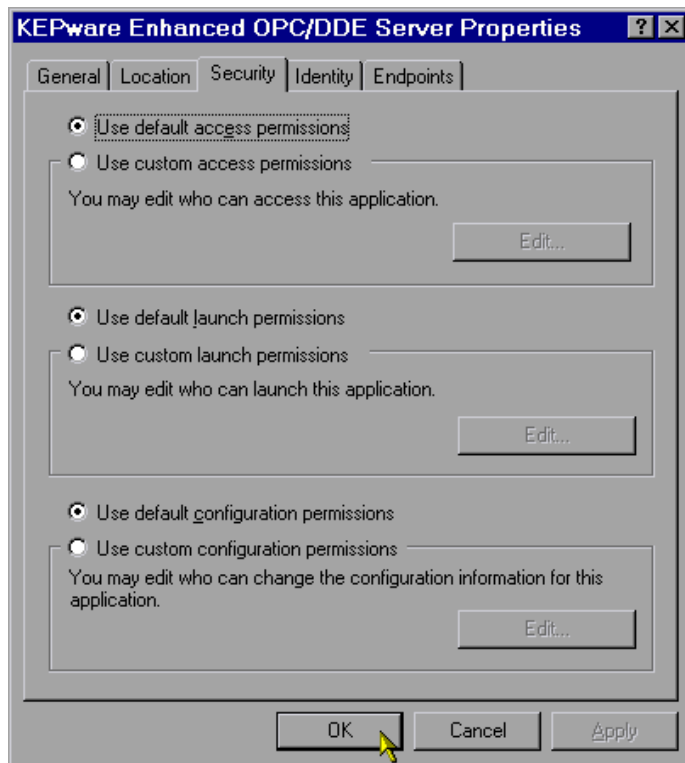 KEPware Enhanced OPC/DDE Server Properties
?
General Location Security Identity Endpoints
Use default access permissions
Use custom access permissions
You may edit who can access this application.
Edit...
Use default launch permissions
Use custom launch permissions
You may edit who can launch this application.
Edit...
Use default configuration permissions
Use custom configuration permissions
You may edit who can change the configuration information for this
application.
Edit...
OK Cancel Apply